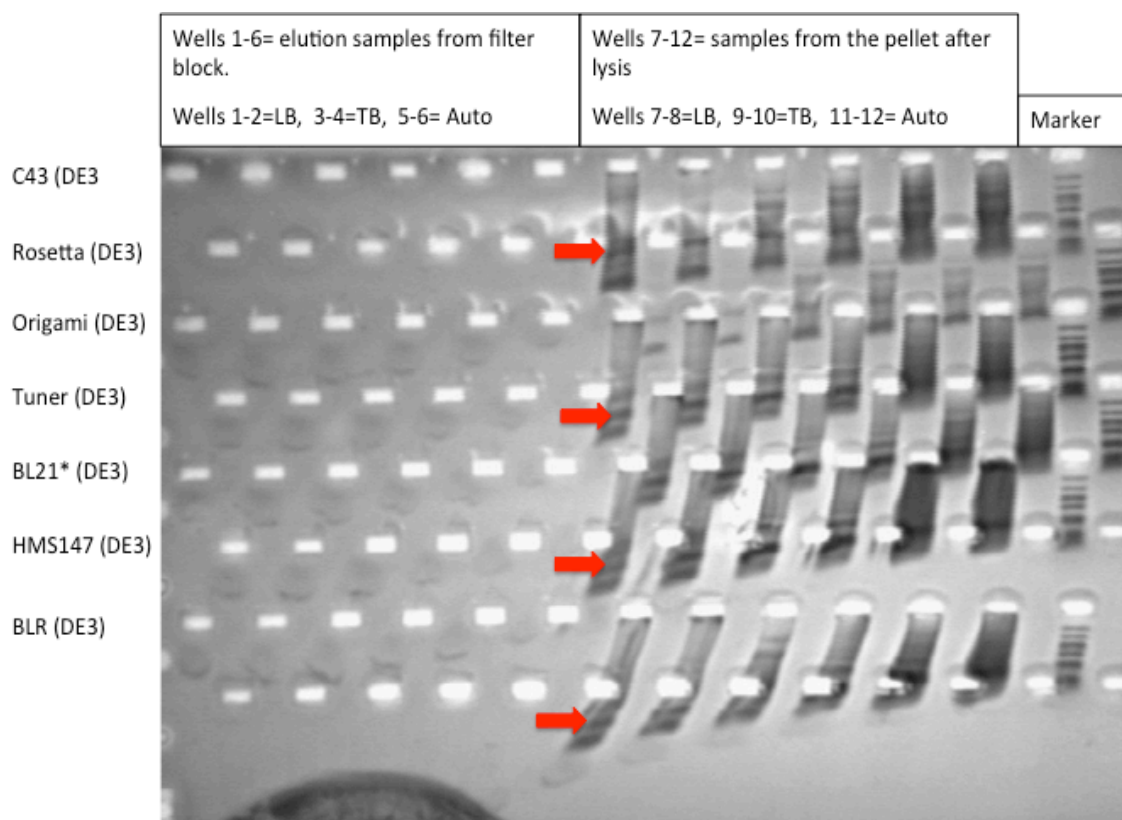 Wells 1-6= elution samples from filter
block.
Wells 1-2=LB, 3-4=TB, 5-6= Auto
Wells 7-12= samples from the pellet after
lysis
Wells 7-8=LB, 9-10=TB, 11-12= Auto
Marker
C43 (DE3
Rosetta (DE3)
Origami (DE3)
Tuner (DE3)
BL21* (DE3)
HMS147 (DE3)
BLR (DE3)